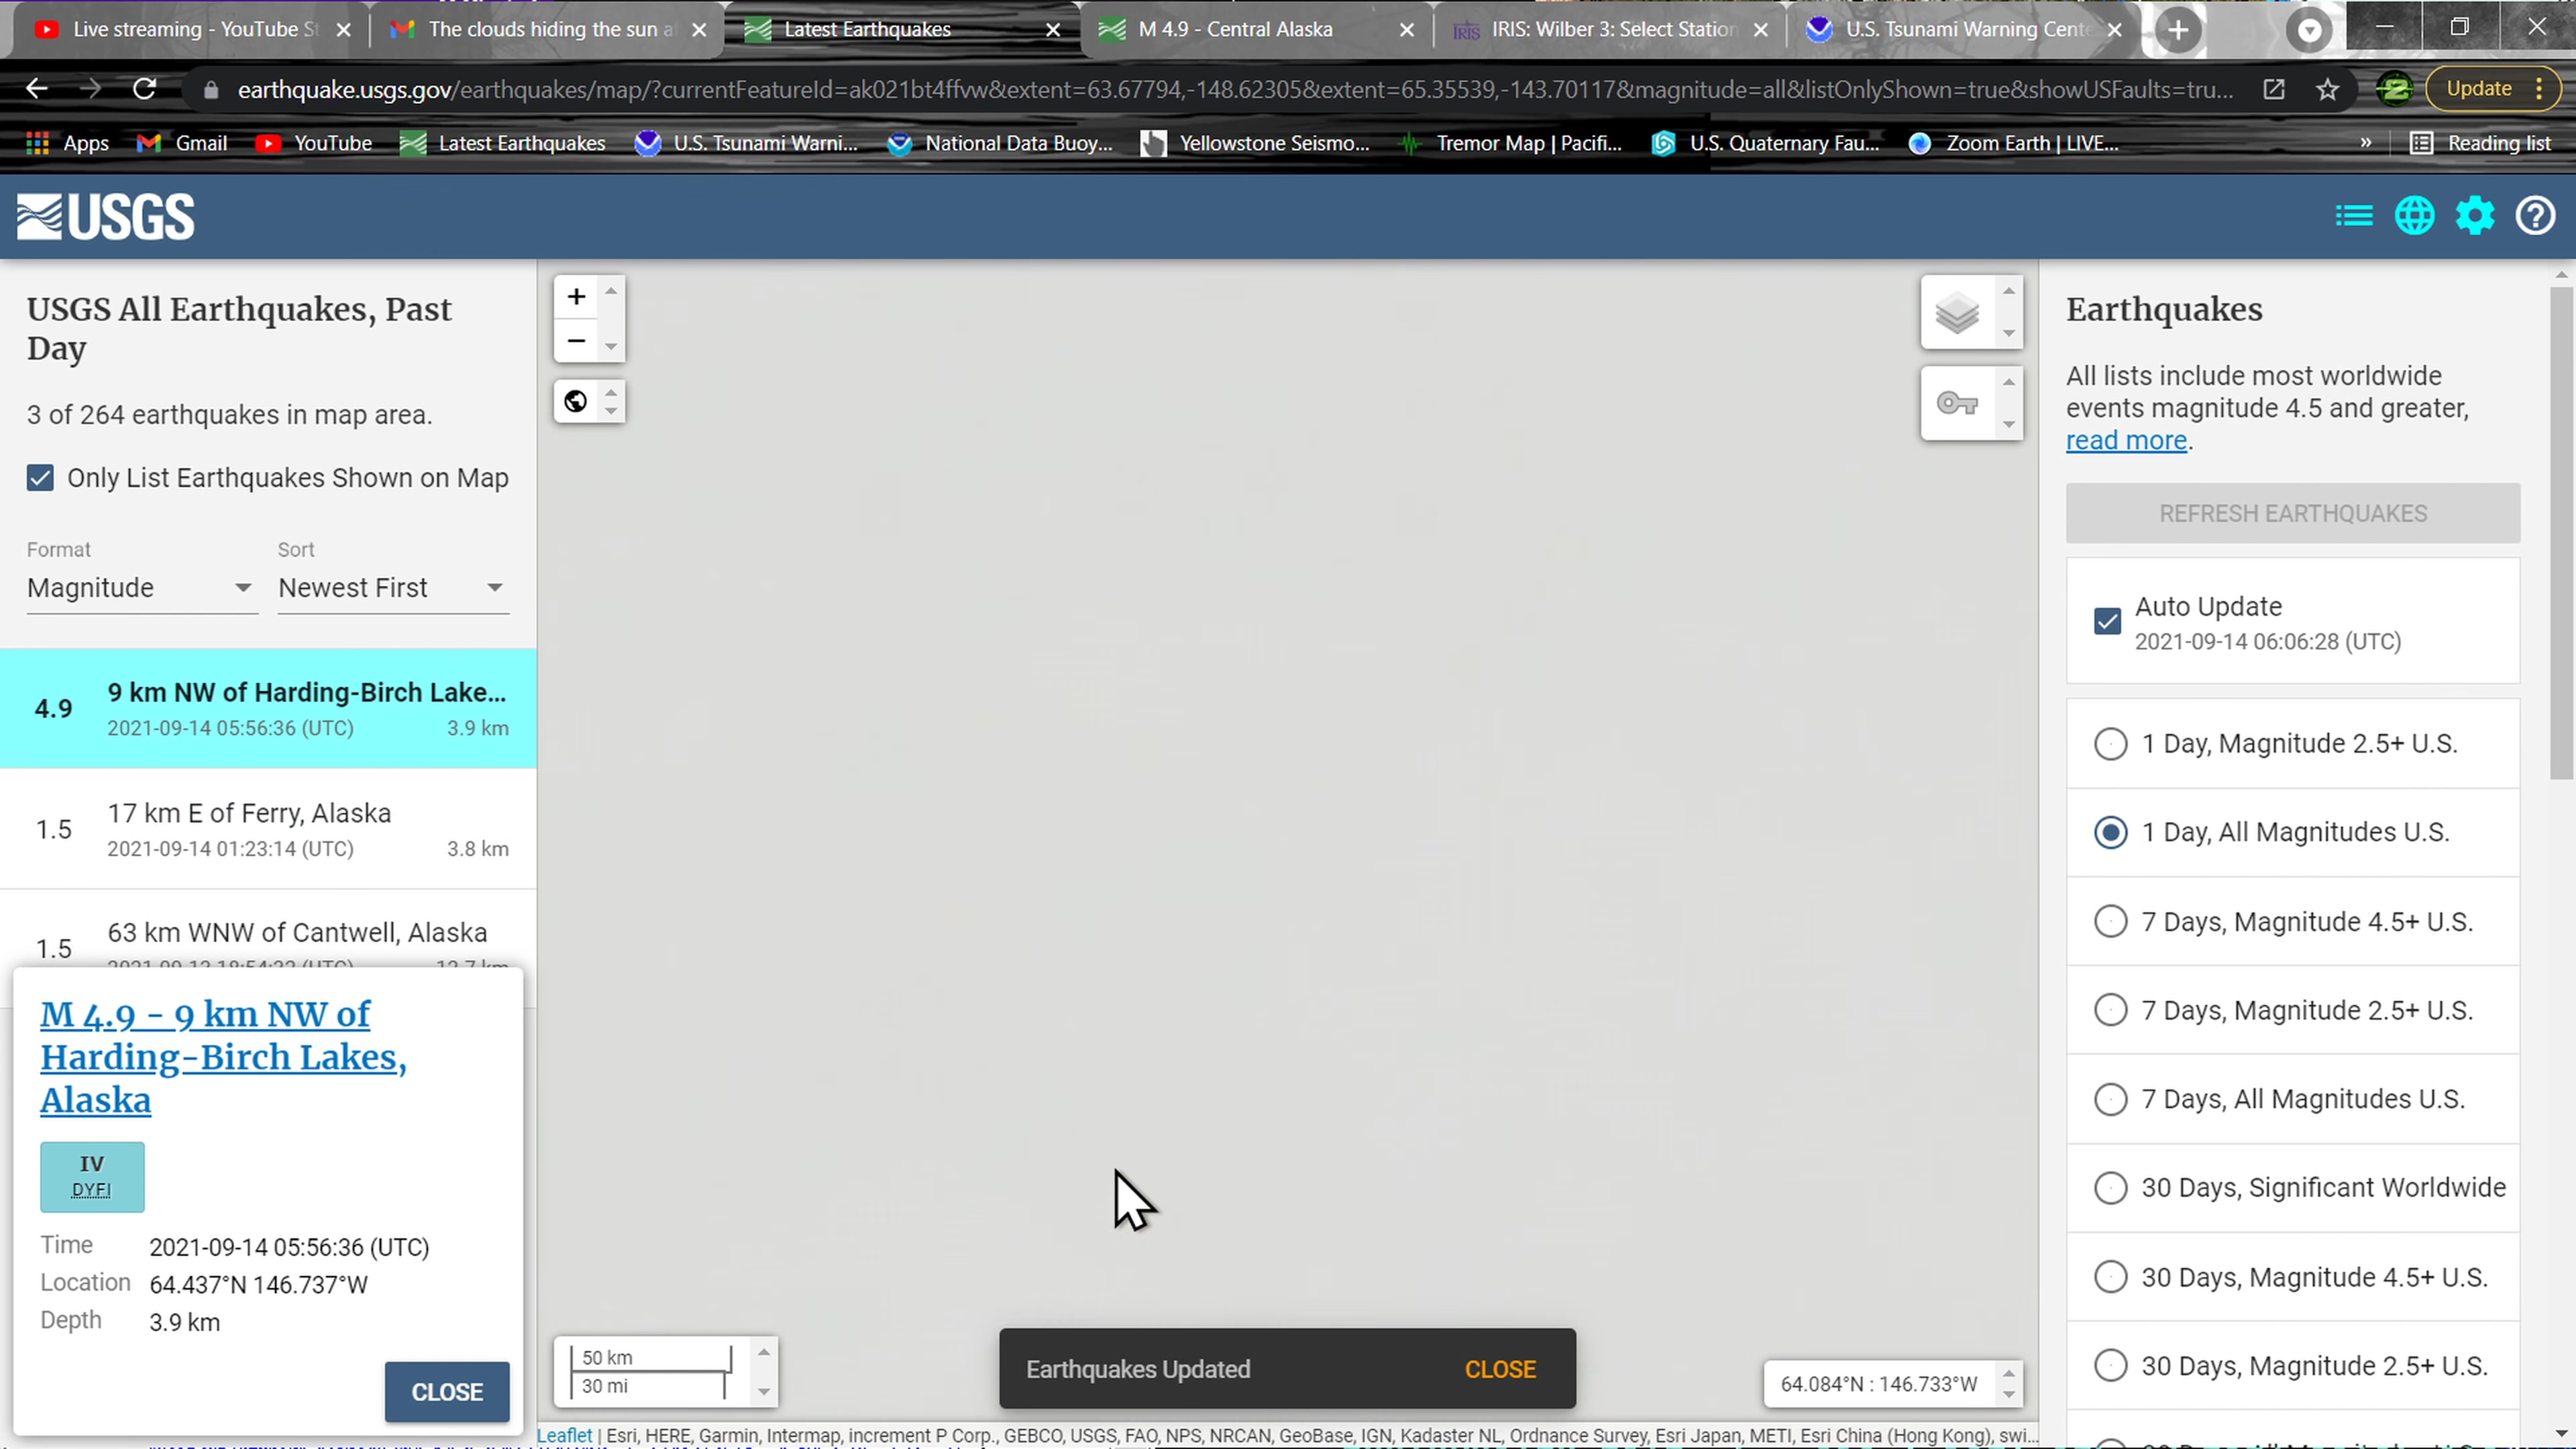 Live streaming - YouTube S
The clouds hiding the sun a
Latest Earthquakes
M 4.9 - Central Alaska
IRIS
IRIS: Wilber 3: Select Station
U.S. Tsunami Warning Cente
earthquake.usgs.gov/earthquakes/map/?currentFeatureId=ak021bt4ffvw&extent=63.67794,-148.62305&extent=65.35539,-143.70117&magnitude=all&listOnlyShown=true&showUSFaults=tru...
Update
Apps
Gmail
YouTube
Latest Earthquakes
U.S. Tsunami Warni...
National Data Buoy...
Yellowstone Seismo...
Tremor Map | Pacifi...
U.S. Quaternary Fau...
Zoom Earth | LIVE...
»
Reading list
USGS
USGS All Earthquakes, Past
Day
3 of 264 earthquakes in map area.
Only List Earthquakes Shown on Map
Format
Sort
Magnitude
Newest First
4.9
9 km NW of Harding-Birch Lake...
2021-09-14 05:56:36 (UTC)
3.9 km
1.5
17 km E of Ferry, Alaska
2021-09-14 01:23:14 (UTC)
3.8 km
1.5
63 km WNW of Cantwell, Alaska
M 4.9 - 9 km NW of
Harding-Birch Lakes,
Alaska
IV
DYFI
Time 2021-09-14 05:56:36 (UTC)
Location 64.437°N 146.737°W
Depth 3.9 km
CLOSE
+
−
50 km
30 mi
Earthquakes Updated
CLOSE
64.084°N : 146.733°W
Leaflet | Esri, HERE, Garmin, Intermap, increment P Corp., GEBCO, USGS, FAO, NPS, NRCAN, GeoBase, IGN, Kadaster NL, Ordnance Survey, Esri Japan, METI, Esri China (Hong Kong), swi...
Earthquakes
All lists include most worldwide
events magnitude 4.5 and greater,
read more.
REFRESH EARTHQUAKES
Auto Update
2021-09-14 06:06:28 (UTC)
1 Day, Magnitude 2.5+ U.S.
1 Day, All Magnitudes U.S.
7 Days, Magnitude 4.5+ U.S.
7 Days, Magnitude 2.5+ U.S.
7 Days, All Magnitudes U.S.
30 Days, Significant Worldwide
30 Days, Magnitude 4.5+ U.S.
30 Days, Magnitude 2.5+ U.S.